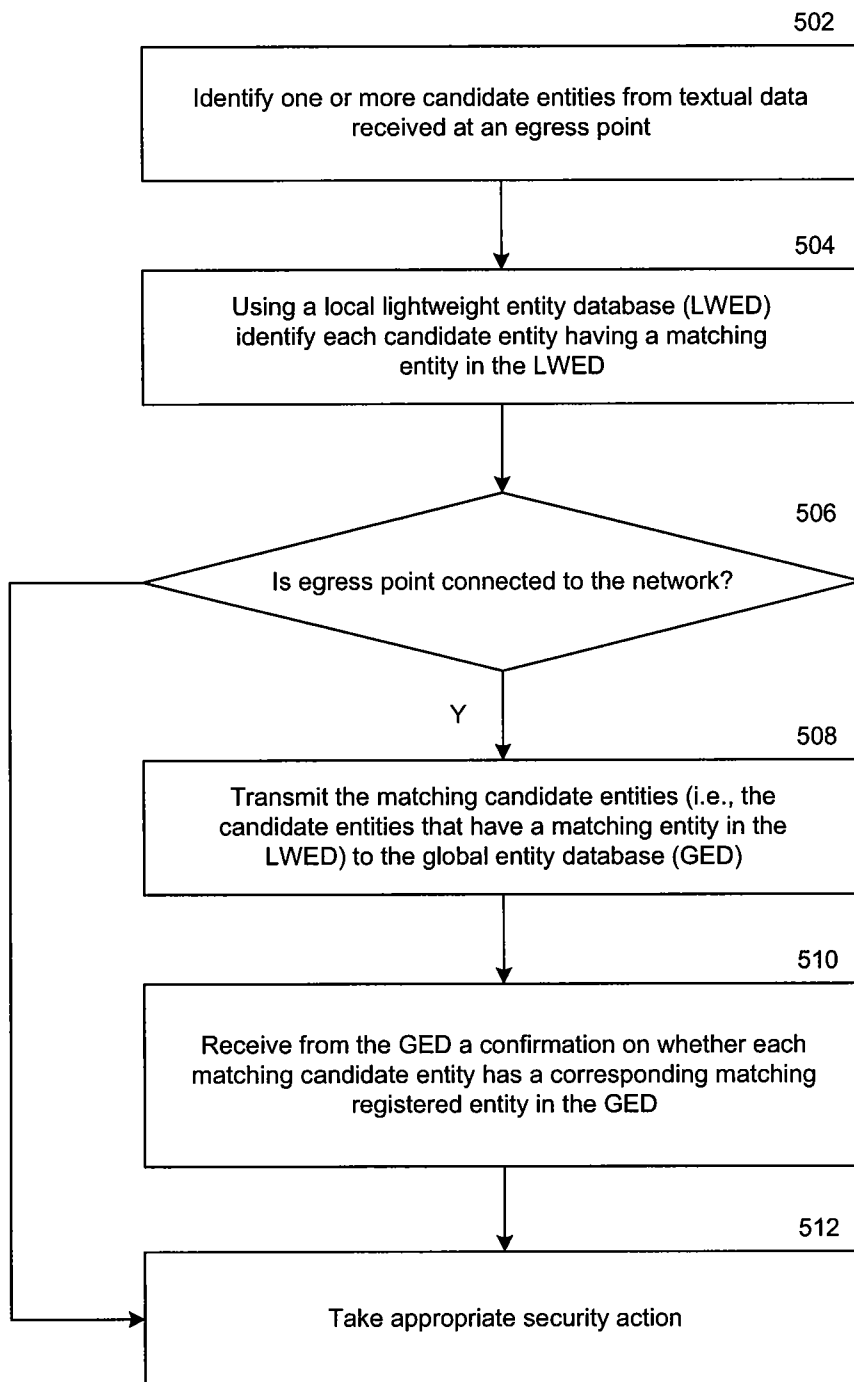 502
Identify one or more candidate entities from textual data
received at an egress point
504
Using a local lightweight entity database (LWED)
identify each candidate entity having a matching
entity in the LWED
506
Is egress point connected to the network?
Y
508
Transmit the matching candidate entities (i.e., the
candidate entities that have a matching entity in the
LWED) to the global entity database (GED)
510
Receive from the GED a confirmation on whether each
matching candidate entity has a corresponding matching
registered entity in the GED
512
Take appropriate security action